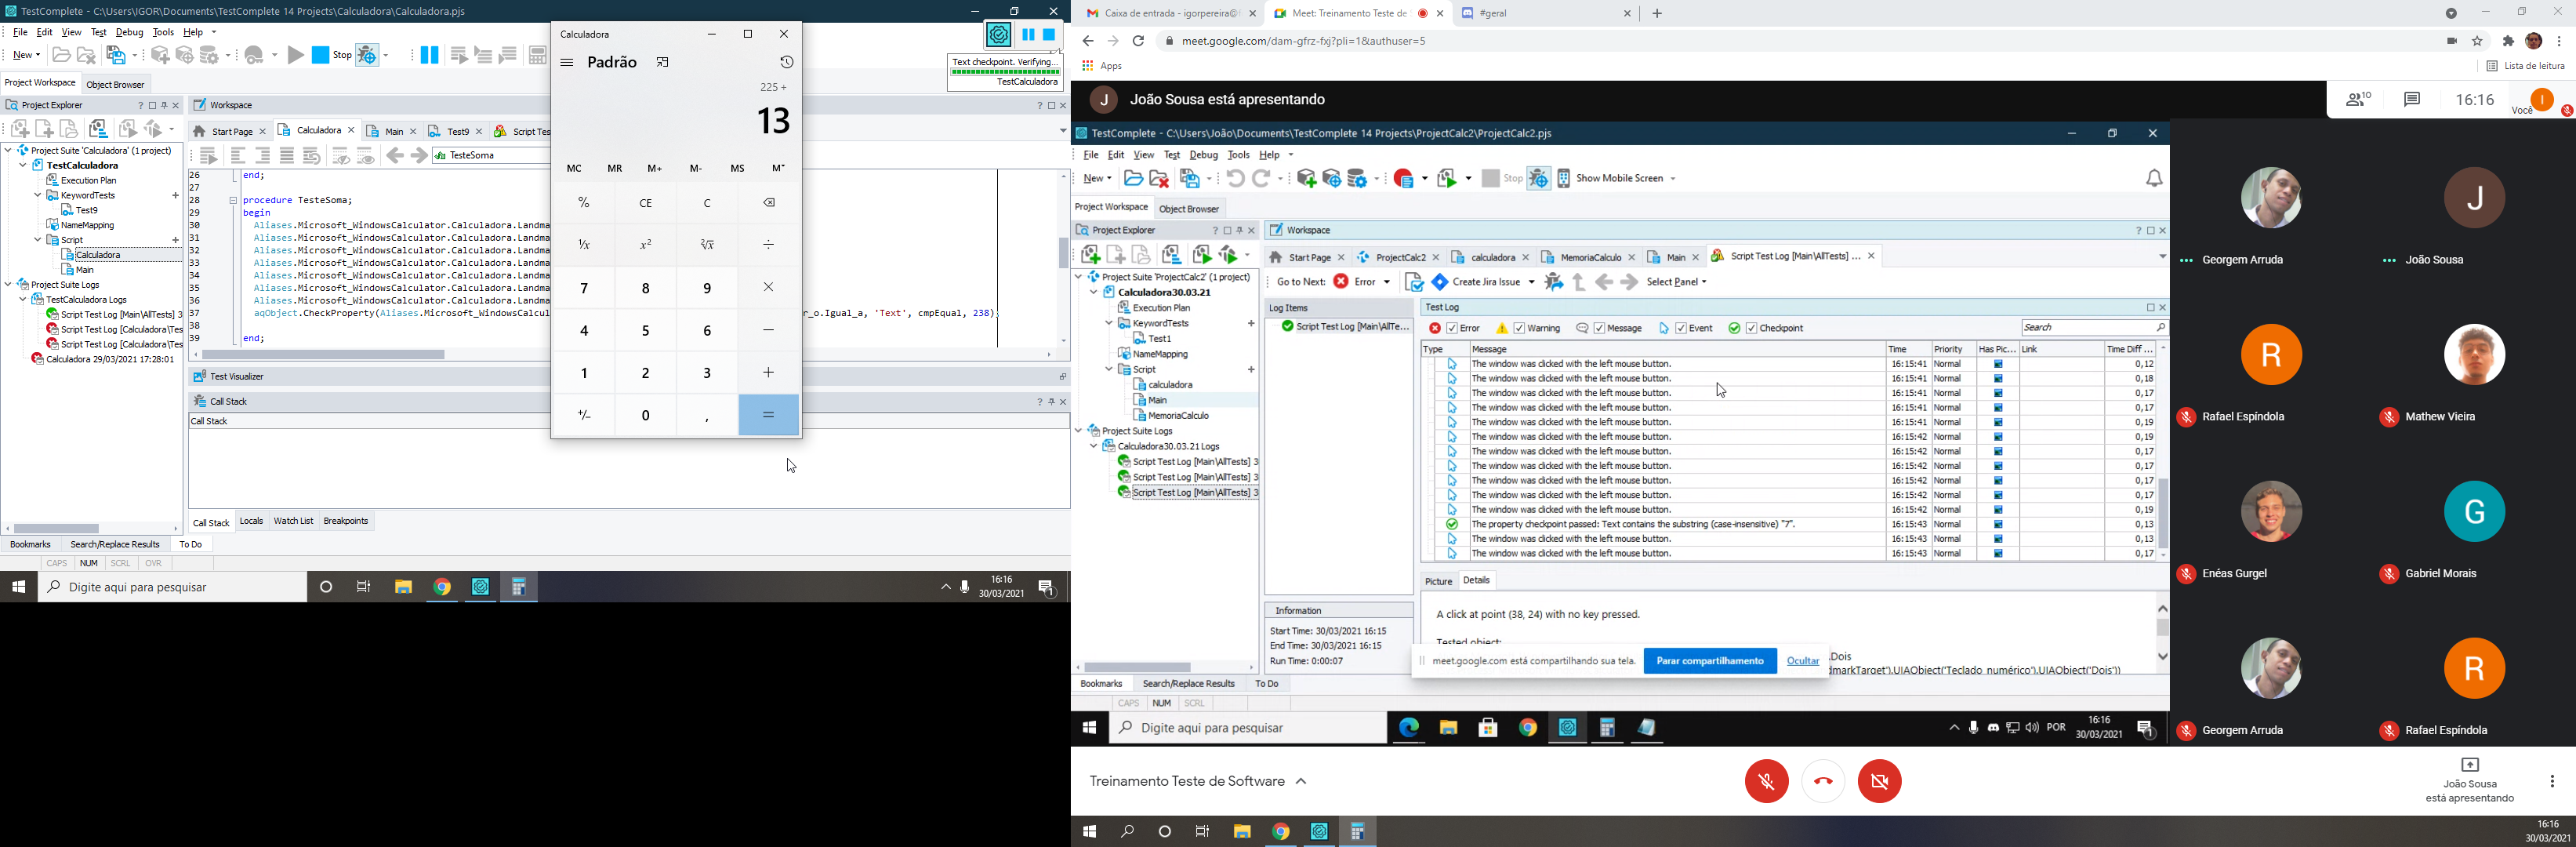 TestComplete - C:\Users\IGOR\Documents\TestComplete 14 Projects\Calculadora\Calculadora.pjs
File Edit View Test Debug Tools Help
New
Stop
Project Workspace Object Browser
Project Explorer
Project Suite 'Calculadora' (1 project)
TestCalculadora
Execution Plan
KeywordTests
Test9
NameMapping
Script
Calculadora
Main
Project Suite Logs
TestCalculadora Logs
Script Test Log [Main\AllTests] 3
Script Test Log [Calculadora\Tes
Script Test Log [Calculadora\Tes
Calculadora 29/03/2021 17:28:01
Bookmarks Search/Replace Results To Do
CAPS NUM SCRL OVR
Workspace
Start Page Calculadora Main Test9 Script Tes
TesteSoma
26 end;
27
28 procedure TesteSoma;
29 begin
30 Aliases.Microsoft_WindowsCalculator.Calculadora.Landma
31 Aliases.Microsoft_WindowsCalculator.Calculadora.Landma
32 Aliases.Microsoft_WindowsCalculator.Calculadora.Landma
33 Aliases.Microsoft_WindowsCalculator.Calculadora.Landma
34 Aliases.Microsoft_WindowsCalculator.Calculadora.Landma
35 Aliases.Microsoft_WindowsCalculator.Calculadora.Landma
36 Aliases.Microsoft_WindowsCalculator.Calculadora.Landma
37 aqObject.CheckProperty(Aliases.Microsoft_WindowsCalcul r_o.Igual_a, 'Text', cmpEqual, 238);
38
39 end;
Test Visualizer
Call Stack
Call Stack
Call Stack Locals Watch List Breakpoints
Text checkpoint. Verifying...
TestCalculadora
Calculadora
Padrão
225 +
13
MC MR M+ M- MS M˅
% CE C
¹/x x² ²√x ÷
7 8 9 ×
4 5 6 −
1 2 3 +
+/− 0 , =
Digite aqui para pesquisar
16:16
30/03/2021
1
Caixa de entrada - igorpereira@
Meet: Treinamento Teste de
#geral
meet.google.com/dam-gfrz-fxj?pli=1&authuser=5
Apps
Lista de leitura
J
João Sousa está apresentando
10
16:16
I
Você
TestComplete - C:\Users\João\Documents\TestComplete 14 Projects\ProjectCalc2\ProjectCalc2.pjs
File Edit View Test Debug Tools Help
New
Stop
Show Mobile Screen
Project Workspace Object Browser
Project Explorer
Project Suite 'ProjectCalc2' (1 project)
Calculadora30.03.21
Execution Plan
KeywordTests
Test1
NameMapping
Script
calculadora
Main
MemoriaCalculo
Project Suite Logs
Calculadora30.03.21 Logs
Script Test Log [Main\AllTests] 3
Script Test Log [Main\AllTests] 3
Script Test Log [Main\AllTests] 3
Bookmarks Search/Replace Results To Do
CAPS NUM SCRL
Workspace
Start Page ProjectCalc2 calculadora MemoriaCalculo Main Script Test Log [Main\AllTests] ...
Go to Next: Error Create Jira Issue Select Panel
Log Items
Script Test Log [Main\AllTe...
Information
Start Time: 30/03/2021 16:15
End Time: 30/03/2021 16:15
Run Time: 0:00:07
Test Log
Error Warning Message Event Checkpoint
Search
Type Message Time Priority Has Pic... Link Time Diff ...
The window was clicked with the left mouse button. 16:15:41 Normal 0,12
The window was clicked with the left mouse button. 16:15:41 Normal 0,18
The window was clicked with the left mouse button. 16:15:41 Normal 0,17
The window was clicked with the left mouse button. 16:15:41 Normal 0,17
The window was clicked with the left mouse button. 16:15:41 Normal 0,19
The window was clicked with the left mouse button. 16:15:42 Normal 0,19
The window was clicked with the left mouse button. 16:15:42 Normal 0,17
The window was clicked with the left mouse button. 16:15:42 Normal 0,17
The window was clicked with the left mouse button. 16:15:42 Normal 0,17
The window was clicked with the left mouse button. 16:15:42 Normal 0,17
The window was clicked with the left mouse button. 16:15:42 Normal 0,19
The property checkpoint passed: Text contains the substring (case-insensitive) "7". 16:15:43 Normal 0,13
The window was clicked with the left mouse button. 16:15:43 Normal 0,13
The window was clicked with the left mouse button. 16:15:43 Normal 0,17
Picture Details
A click at point (38, 24) with no key pressed.
Tested object:
.Dois
dmarkTarget').UIAObject('Teclado_numérico').UIAObject('Dois'))
meet.google.com está compartilhando sua tela.
Parar compartilhamento
Ocultar
Digite aqui para pesquisar
POR
16:16
30/03/2021
1
Georgem Arruda
J
João Sousa
R
Rafael Espíndola
Mathew Vieira
Enéas Gurgel
G
Gabriel Morais
Georgem Arruda
R
Rafael Espíndola
Treinamento Teste de Software
João Sousa
está apresentando
16:16
30/03/2021